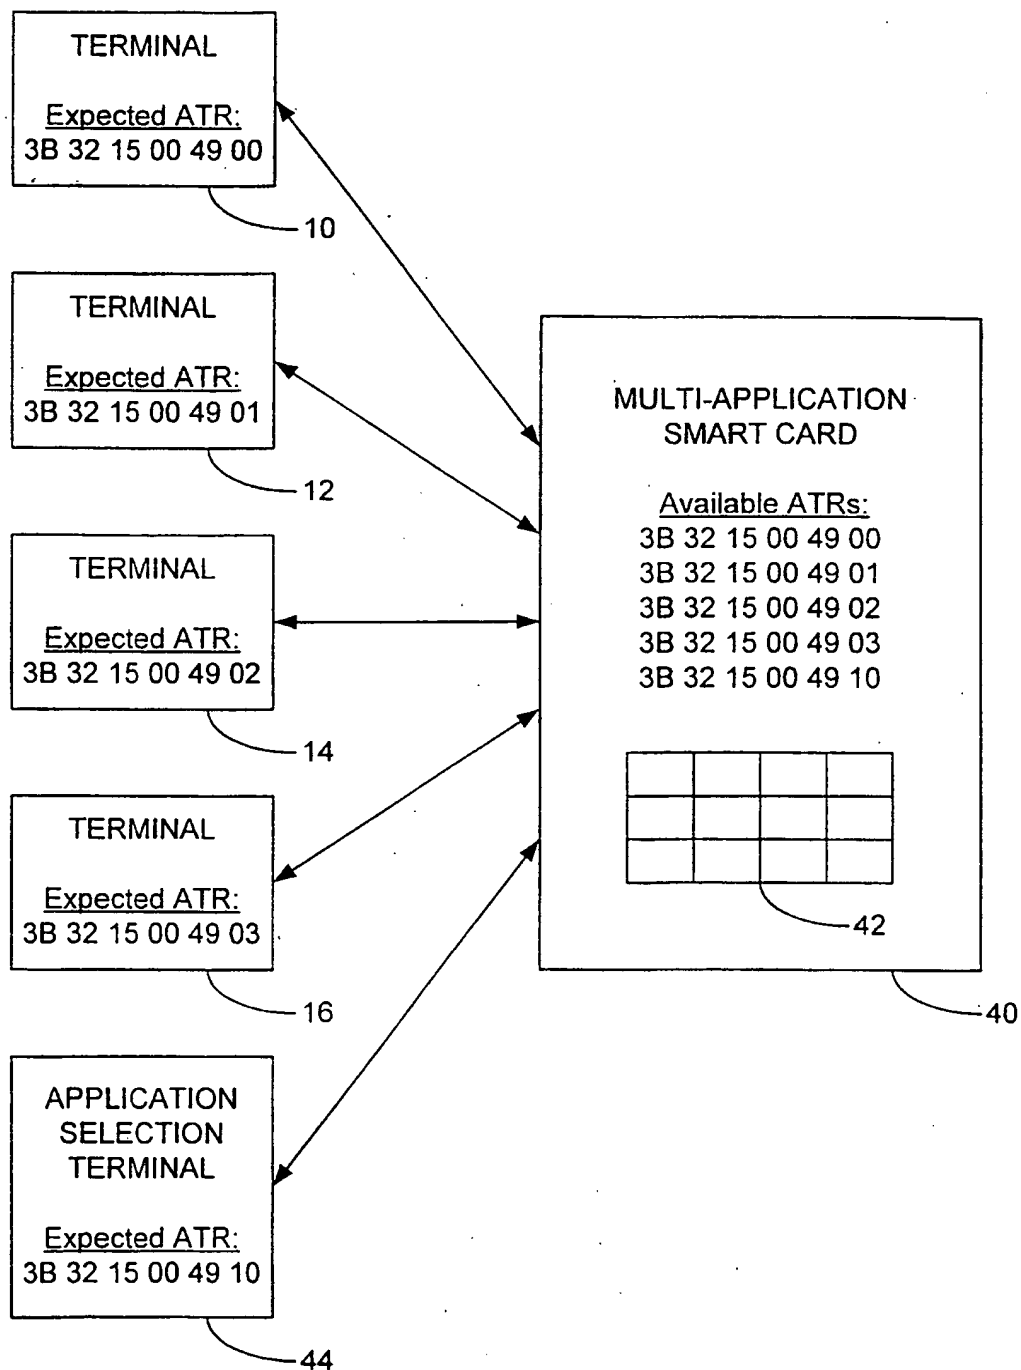 TERMINAL
Expected ATR:
3B 32 15 00 49 00
10
TERMINAL
Expected ATR:
3B 32 15 00 49 01
12
TERMINAL
Expected ATR:
3B 32 15 00 49 02
14
TERMINAL
Expected ATR:
3B 32 15 00 49 03
16
APPLICATION
SELECTION
TERMINAL
Expected ATR:
3B 32 15 00 49 10
44
MULTI-APPLICATION
SMART CARD
Available ATRs:
3B 32 15 00 49 00
3B 32 15 00 49 01
3B 32 15 00 49 02
3B 32 15 00 49 03
3B 32 15 00 49 10
42
40